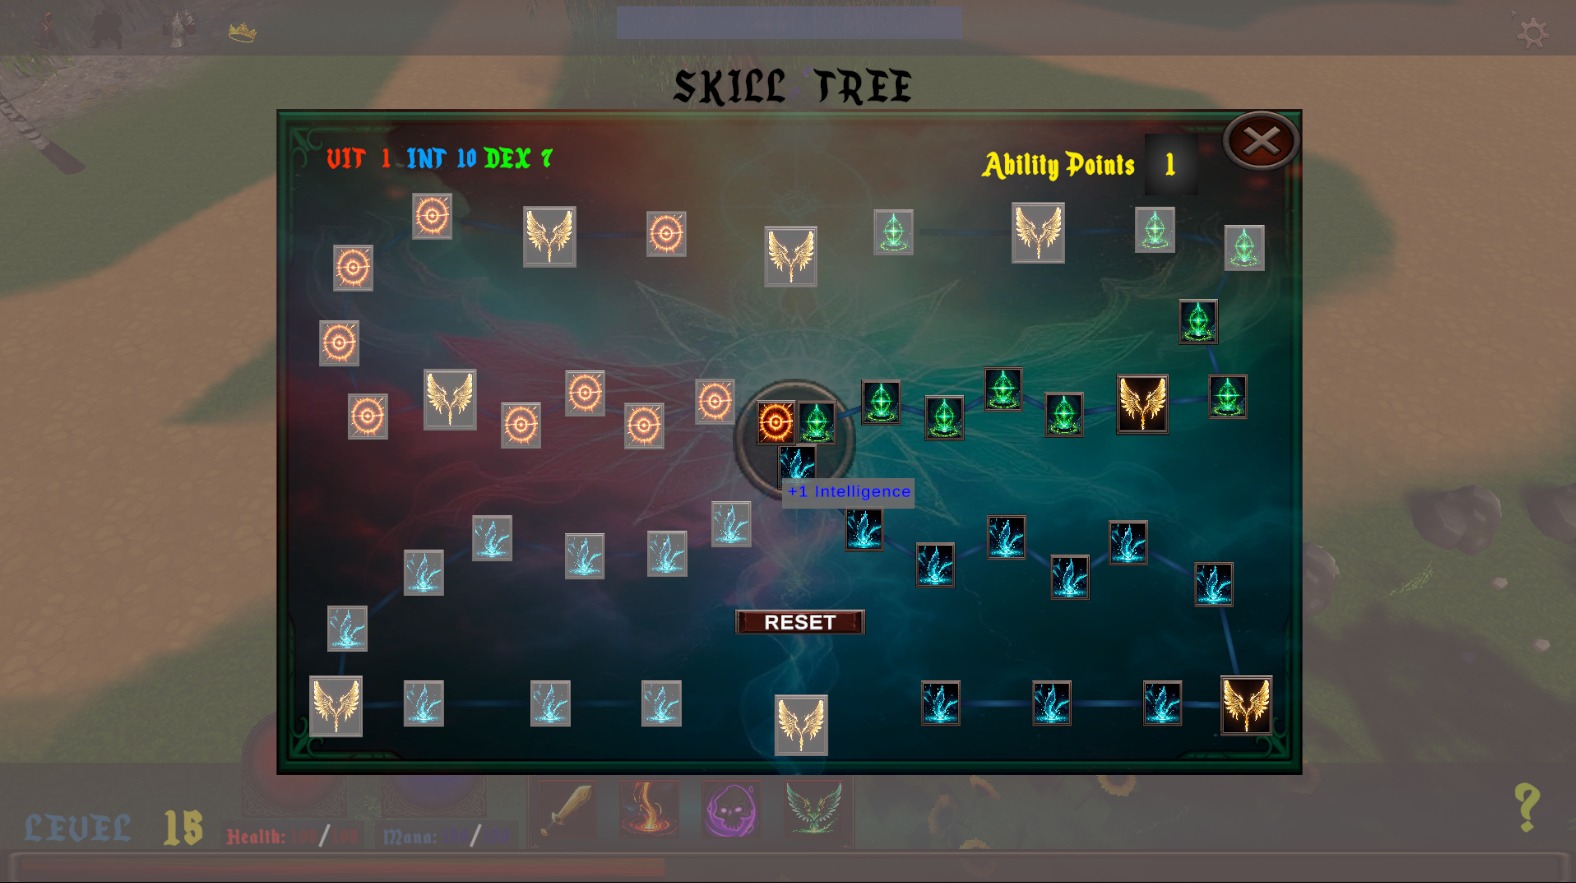 SKILL TREE
VIT 1 INT 10 DEX 7
Ability Points 1
+1 Intelligence
RESET
LEVEL 15
Health: /
Mana: /
?